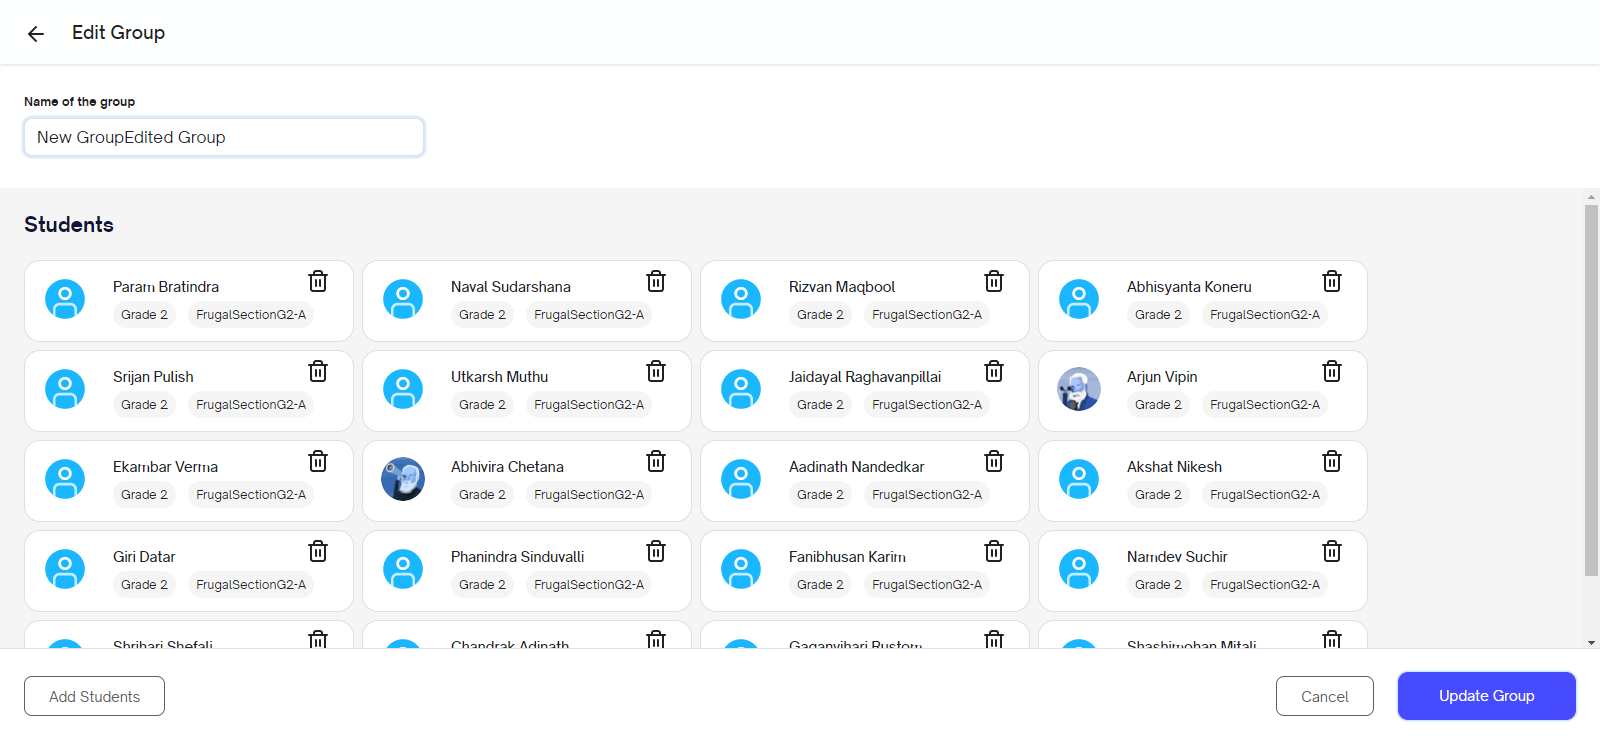 Edit Group
Name of the group
New GroupEdited Group
Students
Param Bratindra
Grade 2 FrugalSectionG2-A
Naval Sudarshana
Grade 2 FrugalSectionG2-A
Rizvan Maqbool
Grade 2 FrugalSectionG2-A
Abhisyanta Koneru
Grade 2 FrugalSectionG2-A
Srijan Pulish
Grade 2 FrugalSectionG2-A
Utkarsh Muthu
Grade 2 FrugalSectionG2-A
Jaidayal Raghavanpillai
Grade 2 FrugalSectionG2-A
Arjun Vipin
Grade 2 FrugalSectionG2-A
Ekambar Verma
Grade 2 FrugalSectionG2-A
Abhivira Chetana
Grade 2 FrugalSectionG2-A
Aadinath Nandedkar
Grade 2 FrugalSectionG2-A
Akshat Nikesh
Grade 2 FrugalSectionG2-A
Giri Datar
Grade 2 FrugalSectionG2-A
Phanindra Sinduvalli
Grade 2 FrugalSectionG2-A
Fanibhusan Karim
Grade 2 FrugalSectionG2-A
Namdev Suchir
Grade 2 FrugalSectionG2-A
Shrihari Shefali
Chandrak Adinath
Gaganvihari Rustom
Shashimohan Mitali
Add Students
Cancel
Update Group